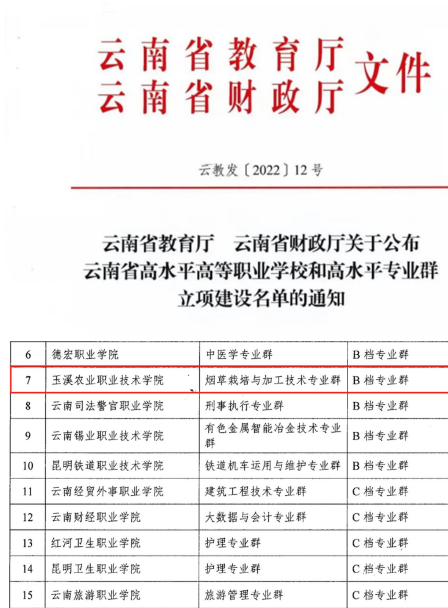 云南省教育厅
云南省财政厅
文件
云教发〔2022〕12号
云南省教育厅 云南省财政厅关于公布
云南省高水平高等职业学校和高水平专业群
立项建设名单的通知
6 德宏职业学院 中医学专业群 B 档专业群
7 玉溪农业职业技术学院 烟草栽培与加工技术专业群 B 档专业群
8 云南司法警官职业学院 刑事执行专业群 B 档专业群
9 云南锡业职业技术学院 有色金属智能冶金技术专业
群 B 档专业群
10 昆明铁道职业技术学院 铁道机车运用与维护专业群 B 档专业群
11 云南经贸外事职业学院 建筑工程技术专业群 C 档专业群
12 云南财经职业学院 大数据与会计专业群 C 档专业群
13 红河卫生职业学院 护理专业群 C 档专业群
14 昆明卫生职业学院 护理专业群 C 档专业群
15 云南旅游职业学院 旅游管理专业群 C 档专业群